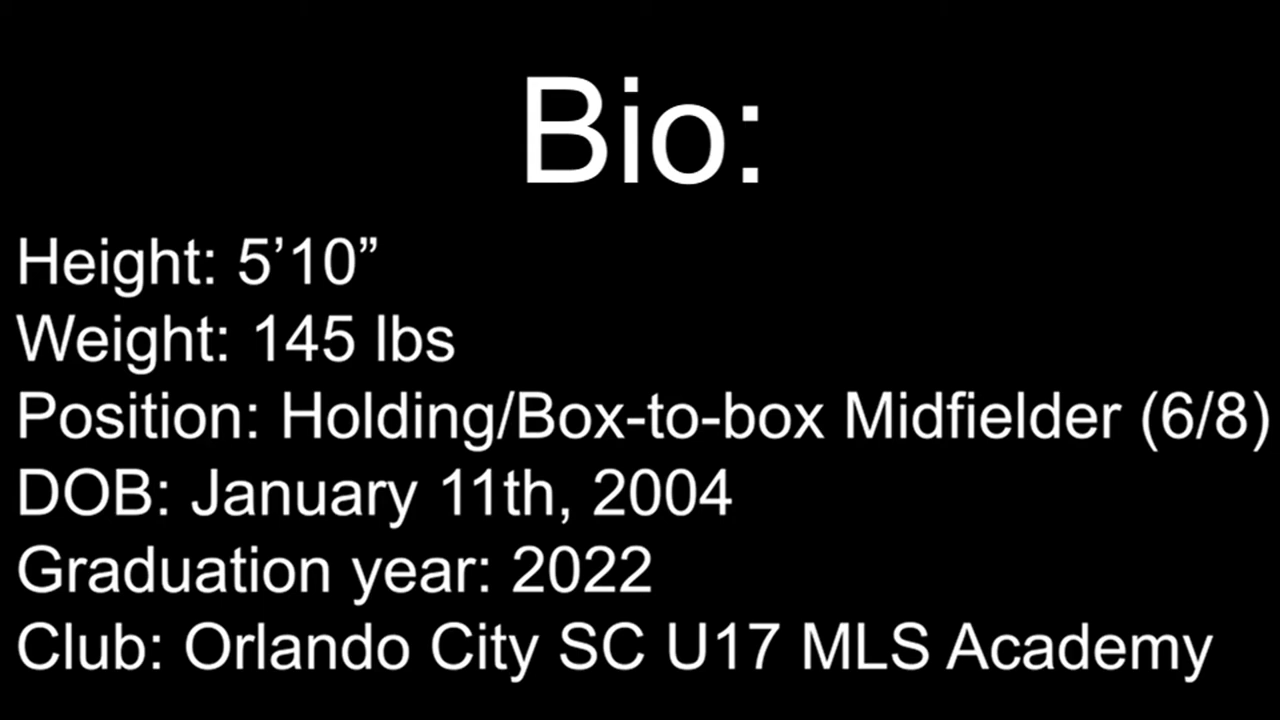 Bio:
Height: 5’10”
Weight: 145 lbs
Position: Holding/Box-to-box Midfielder (6/8)
DOB: January 11th, 2004
Graduation year: 2022
Club: Orlando City SC U17 MLS Academy